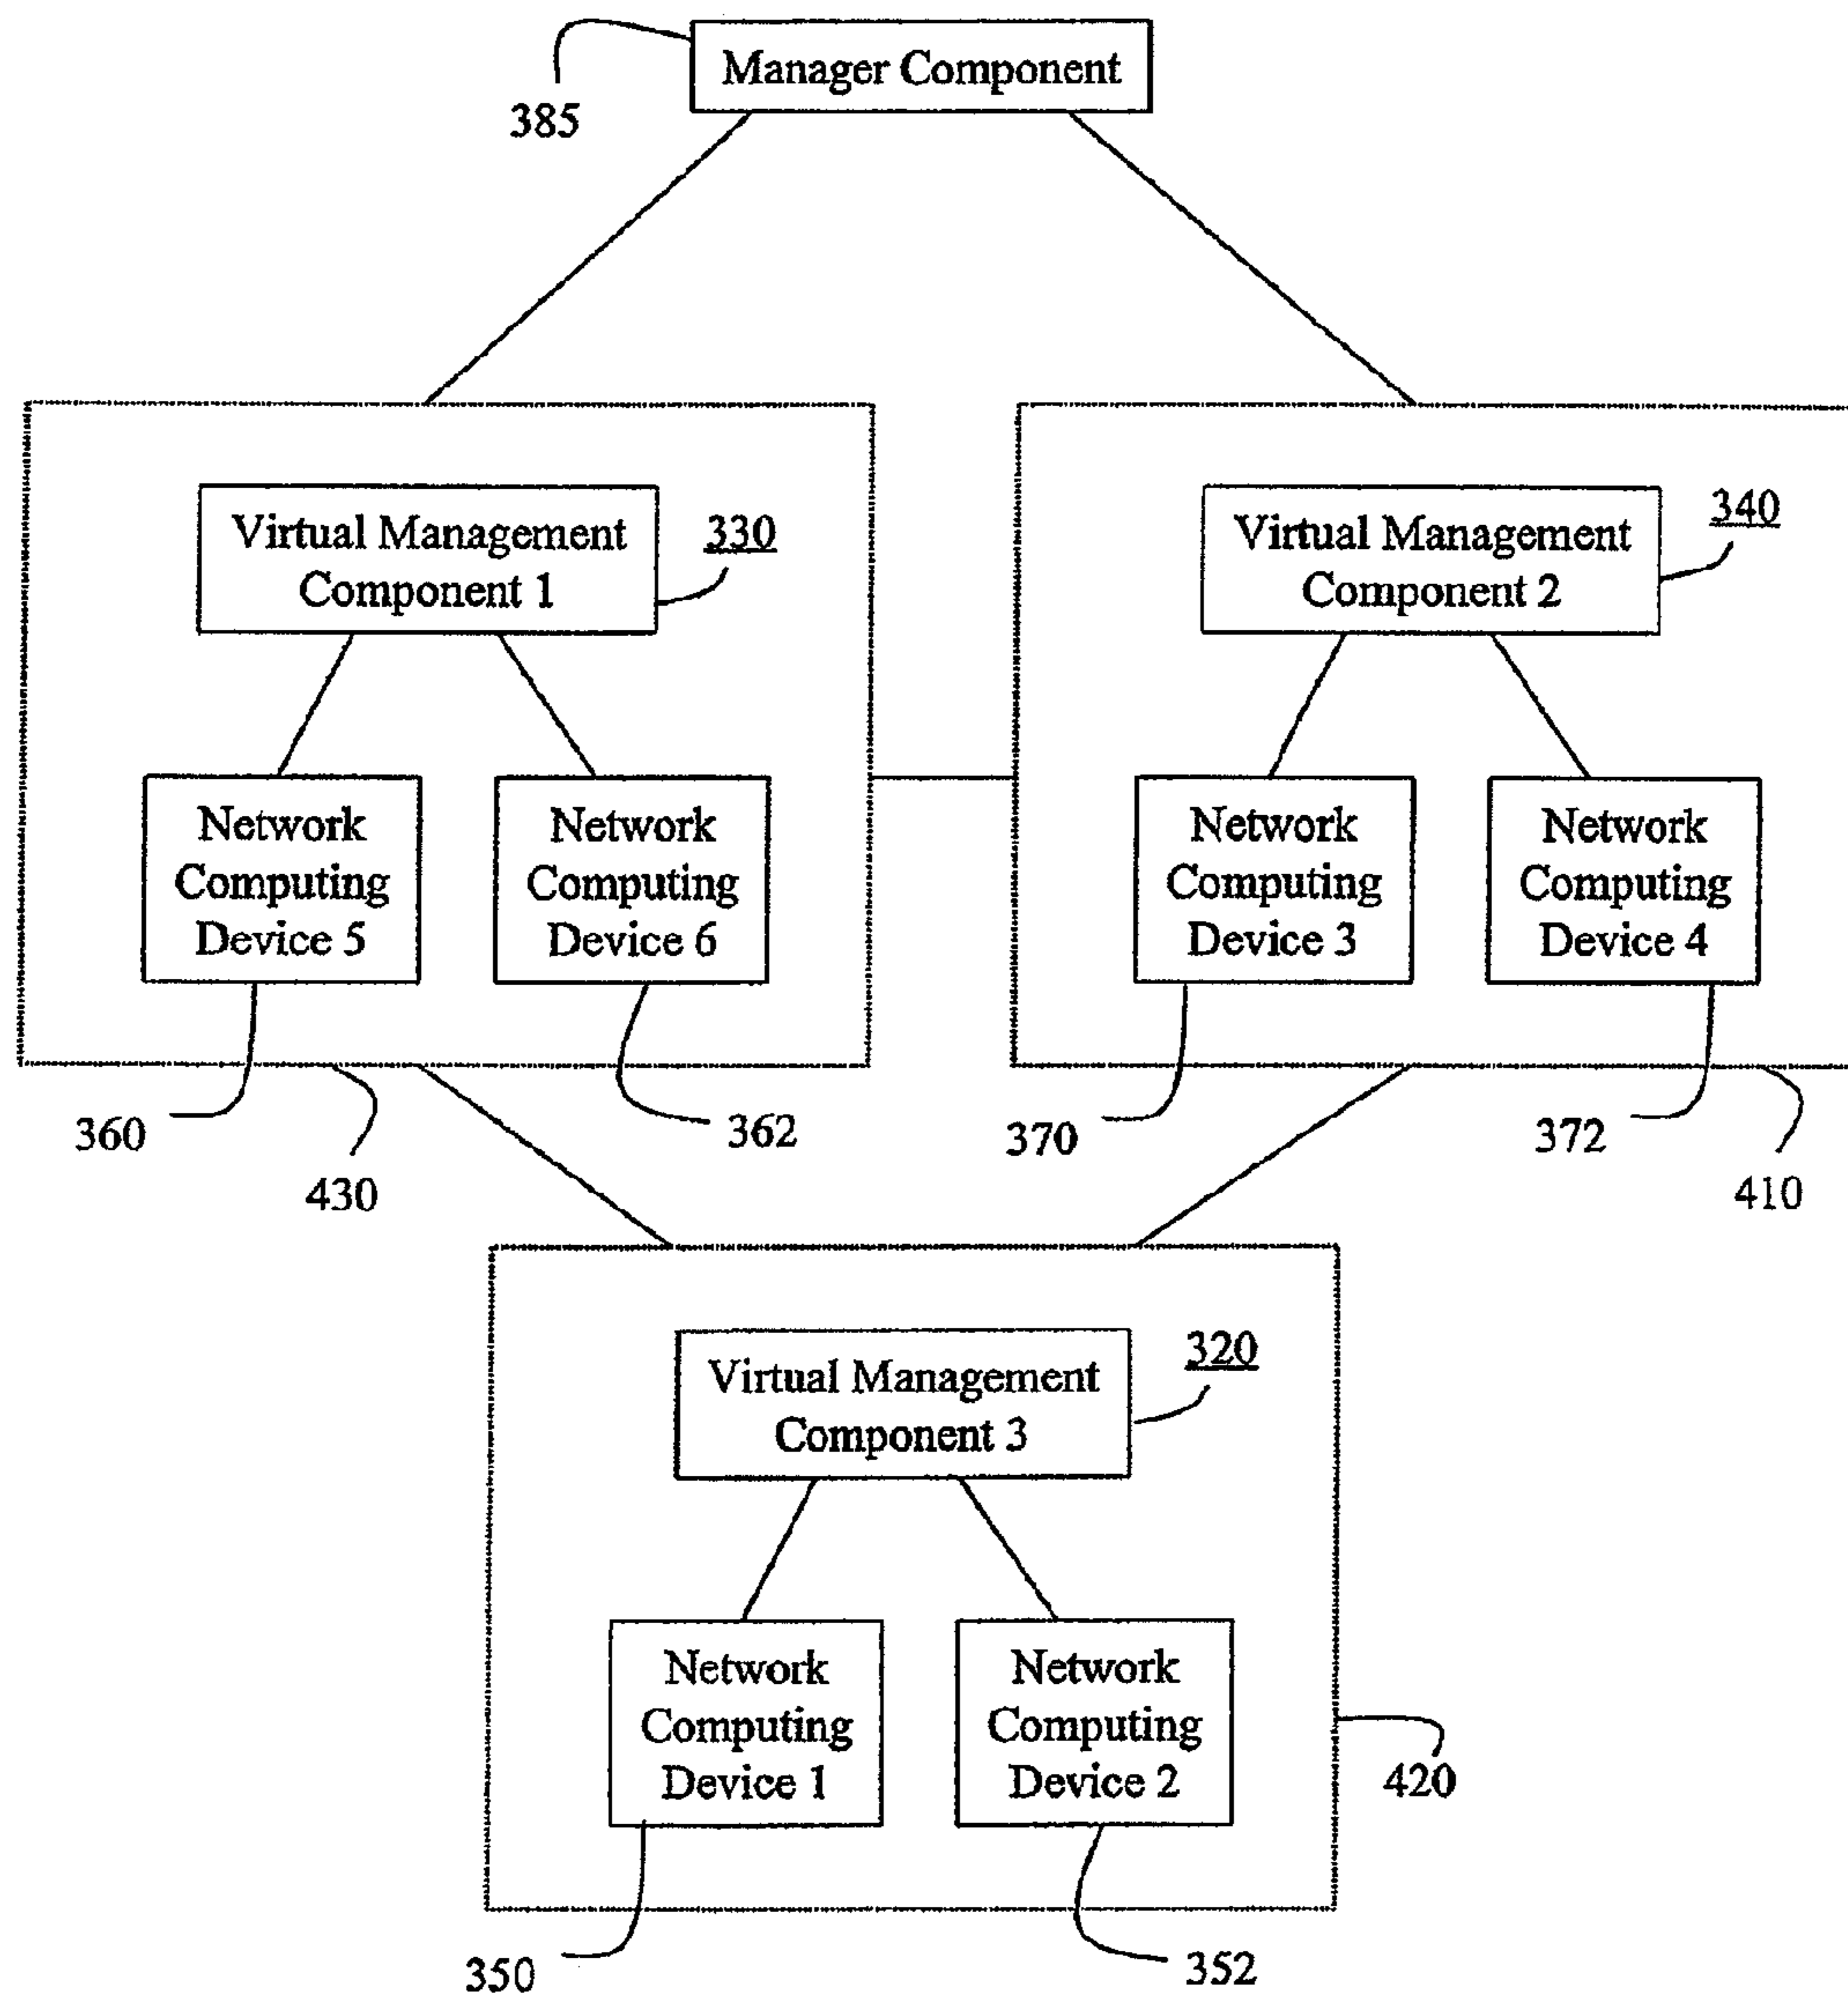 Manager Component
385
Virtual Management
Component 1
330
Virtual Management
Component 2
340
Network
Computing
Device 5
Network
Computing
Device 6
Network
Computing
Device 3
Network
Computing
Device 4
360
362
370
372
430
410
Virtual Management
Component 3
320
Network
Computing
Device 1
Network
Computing
Device 2
420
350
352